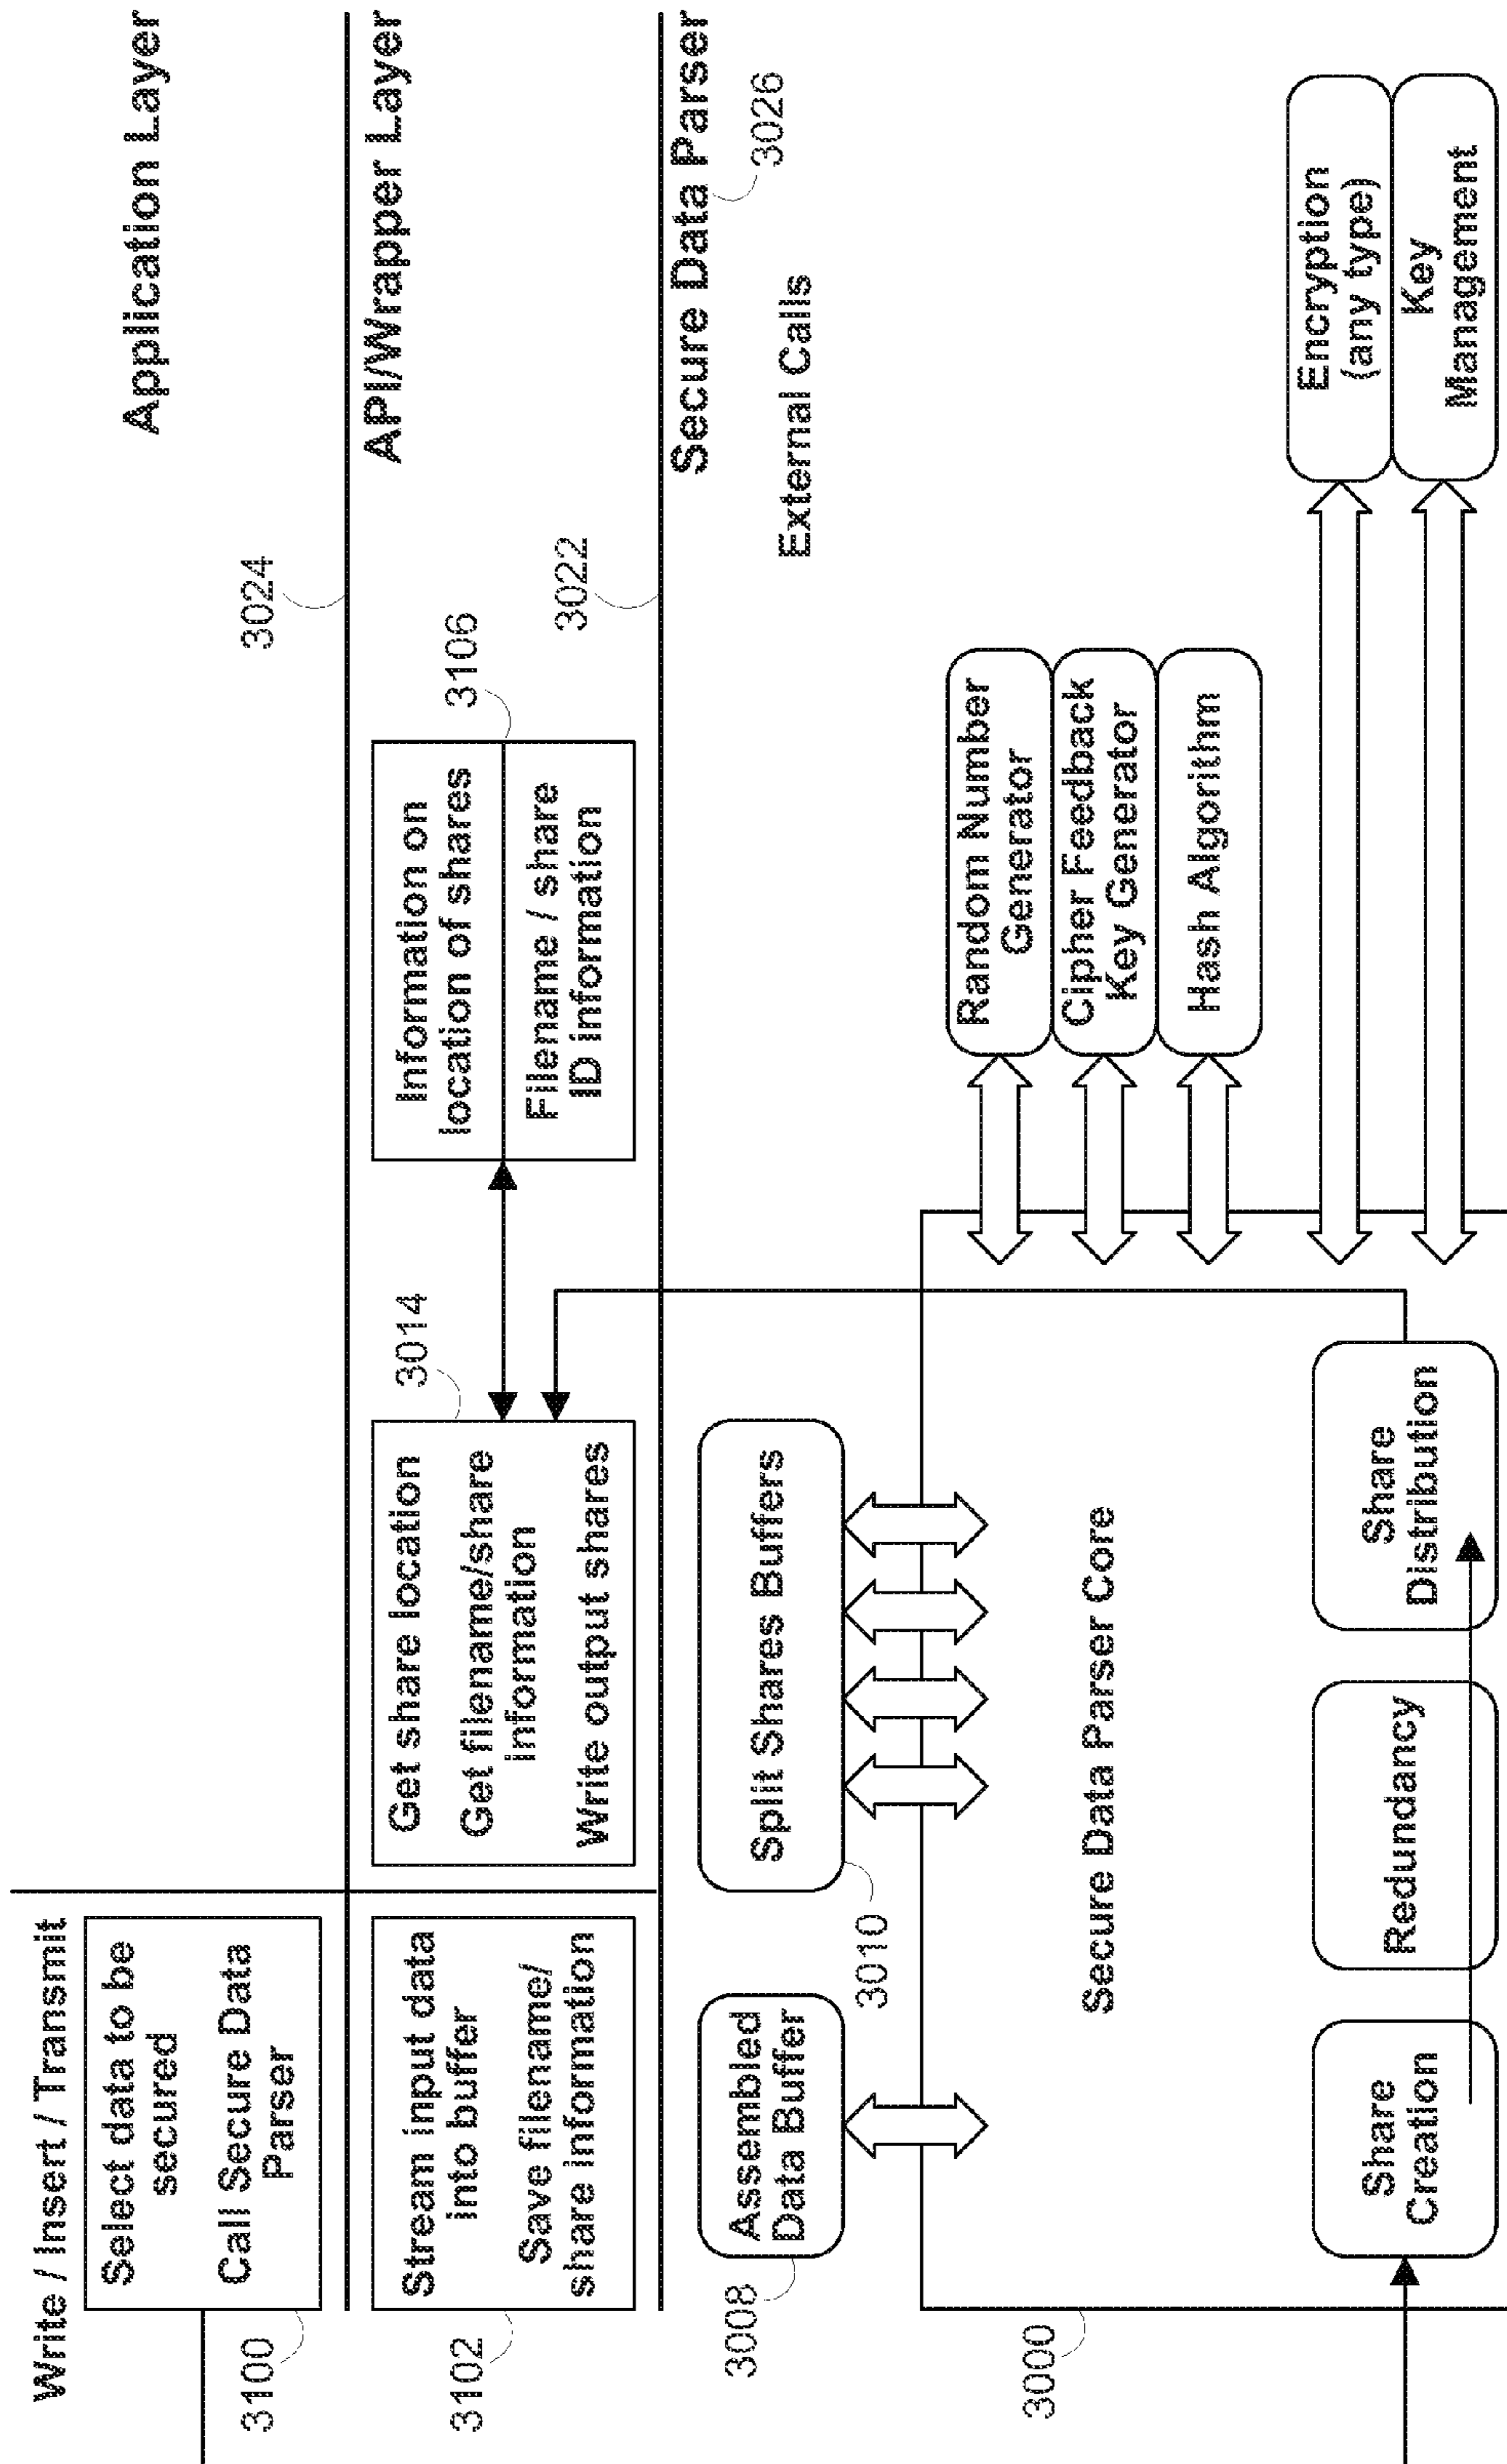 Write / Insert / Transmit
Application Layer
Select data to be
secured
Call Secure Data
Parser
3100
3024
API/Wrapper Layer
Stream input data
into buffer
Save filename/
share information
3102
Get share location
Get filename/share
information
Write output shares
3014
Information on
location of shares
Filename / share
ID information
3106
3022
Secure Data Parser
3026
External Calls
Assembled
Data Buffer
3008
Split Shares Buffers
3010
3000
Secure Data Parser Core
Random Number
Generator
Cipher Feedback
Key Generator
Hash Algorithm
Encryption
(any type)
Key
Management
Share
Creation
Redundancy
Share
Distribution